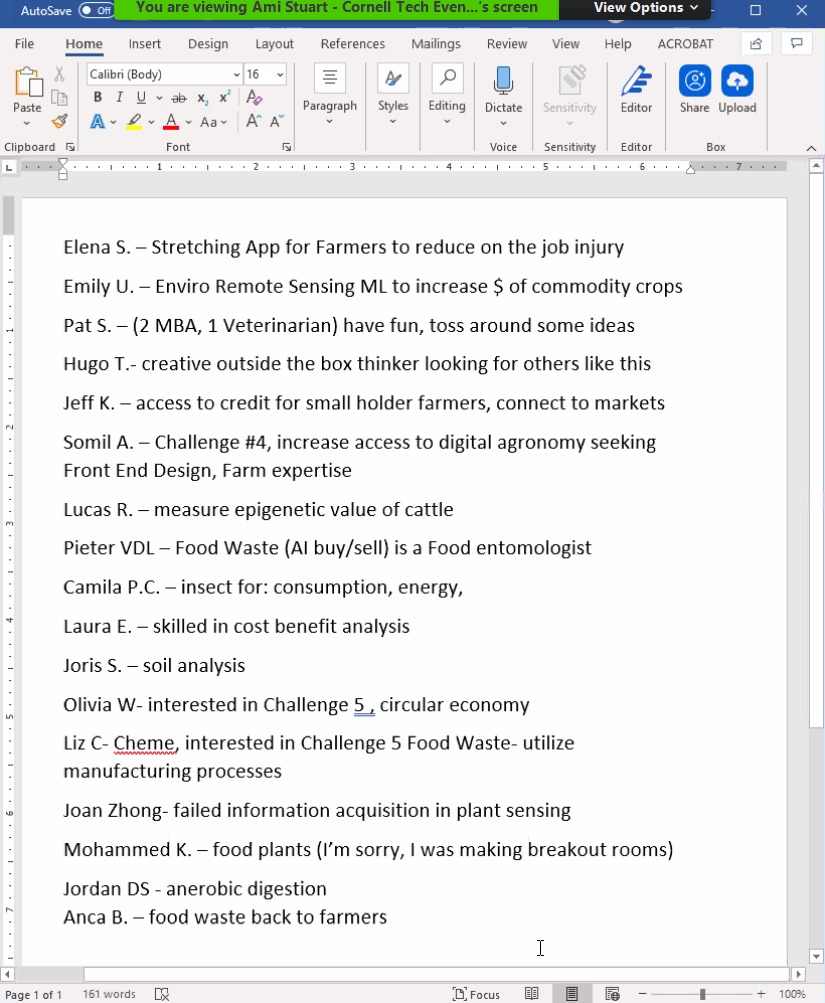 AutoSave Off
You are viewing Ami Stuart - Cornell Tech Even...'s screen
View Options
File Home Insert Design Layout References Mailings Review View Help ACROBAT
Calibri (Body) 16
Paste
B I U ab x₂ x²
A A Aa A A
Paragraph Styles Editing Dictate Sensitivity Editor Share Upload
Clipboard Font Voice Sensitivity Editor Box
1 2 3 4 5 6 7
Elena S. – Stretching App for Farmers to reduce on the job injury
Emily U. – Enviro Remote Sensing ML to increase $ of commodity crops
Pat S. – (2 MBA, 1 Veterinarian) have fun, toss around some ideas
Hugo T.- creative outside the box thinker looking for others like this
Jeff K. – access to credit for small holder farmers, connect to markets
Somil A. – Challenge #4, increase access to digital agronomy seeking
Front End Design, Farm expertise
Lucas R. – measure epigenetic value of cattle
Pieter VDL – Food Waste (AI buy/sell) is a Food entomologist
Camila P.C. – insect for: consumption, energy,
Laura E. – skilled in cost benefit analysis
Joris S. – soil analysis
Olivia W- interested in Challenge 5 , circular economy
Liz C- Cheme, interested in Challenge 5 Food Waste- utilize
manufacturing processes
Joan Zhong- failed information acquisition in plant sensing
Mohammed K. – food plants (I’m sorry, I was making breakout rooms)
Jordan DS - anerobic digestion
Anca B. – food waste back to farmers
Page 1 of 1 161 words Focus 100%